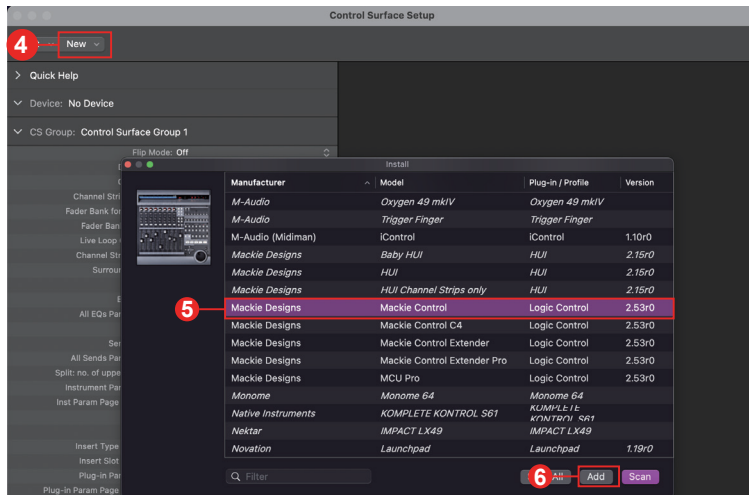 Control Surface Setup
4
New
Quick Help
Device: No Device
CS Group: Control Surface Group 1
Flip Mode: Off
Install
Manufacturer Model Plug-in / Profile Version
M-Audio Oxygen 49 mkIV Oxygen 49 mkIV
M-Audio Trigger Finger Trigger Finger
M-Audio (Midiman) iControl iControl 1.10r0
Mackie Designs Baby HUI HUI 2.15r0
Mackie Designs HUI HUI 2.15r0
Mackie Designs HUI Channel Strips only HUI 2.15r0
5 Mackie Designs Mackie Control Logic Control 2.53r0
Mackie Designs Mackie Control C4 Logic Control 2.53r0
Mackie Designs Mackie Control Extender Logic Control 2.53r0
Mackie Designs Mackie Control Extender Pro Logic Control 2.53r0
Mackie Designs MCU Pro Logic Control 2.53r0
Monome Monome 64 Monome 64
Native Instruments KOMPLETE KONTROL S61 KOMPLETE KONTROL S61
Nektar IMPACT LX49 IMPACT LX49
Novation Launchpad Launchpad 1.19r0
Channel Stri
Fader Bank for
Fader Ban
Live Loop
Channel Str
Surrou
All EQs Par
Se
All Sends Par
Split: no. of uppe
Instrument Par
Inst Param Page
Insert Type
Insert Slot
Plug-in Par
Plug-in Param Page
Filter
6 All Add Scan